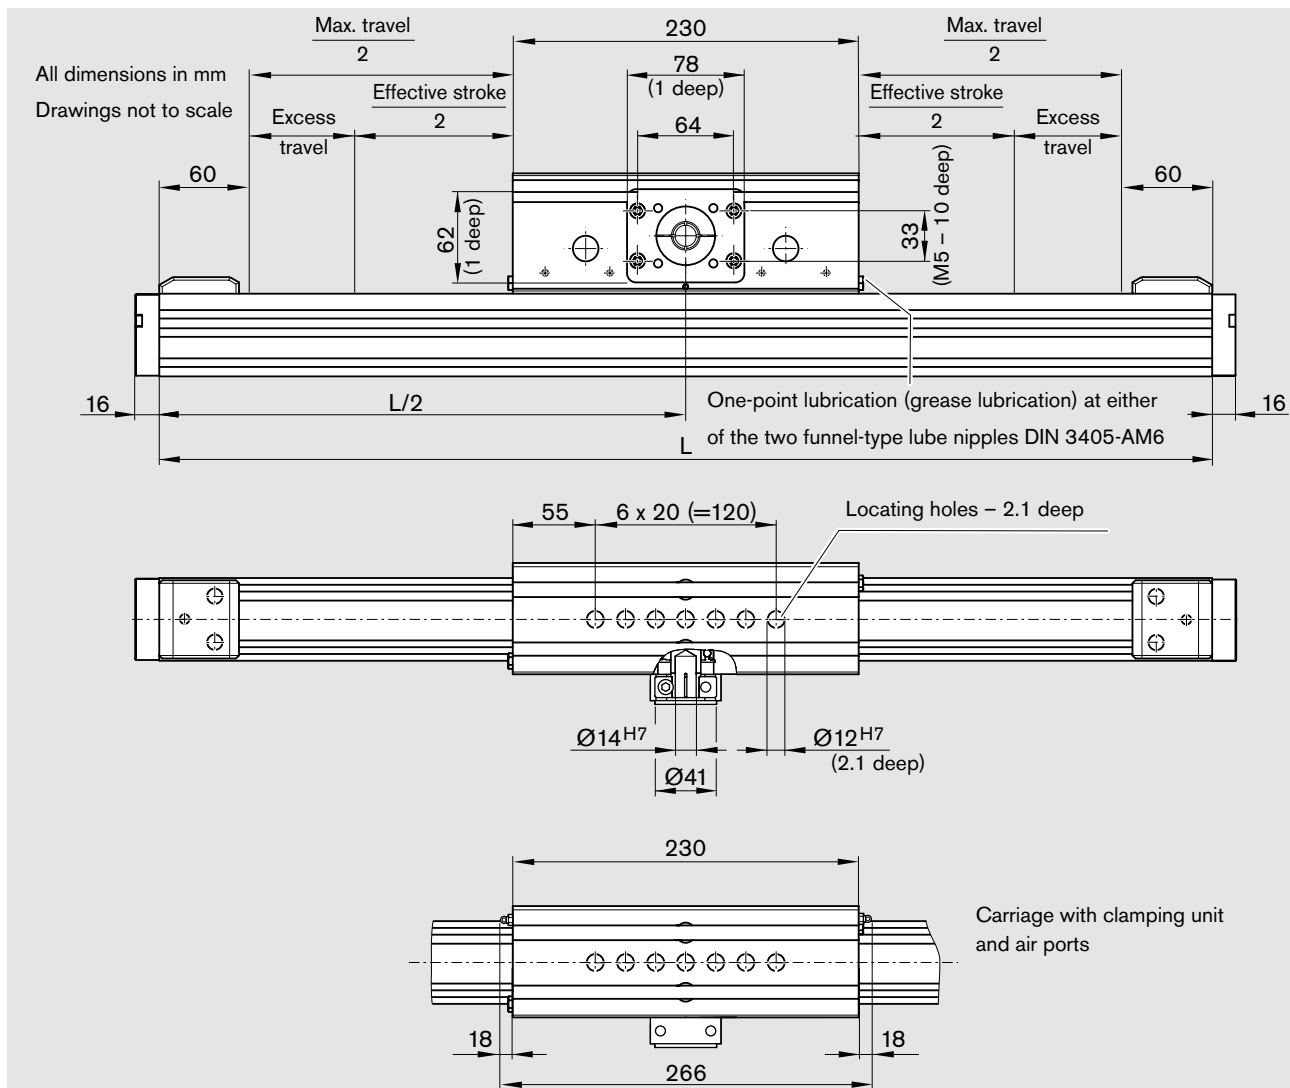 Max. travel
2
230
Max. travel
2
All dimensions in mm
Drawings not to scale
78
(1 deep)
Effective stroke
2
Effective stroke
2
Excess
travel
64
Excess
travel
60
60
62
(1 deep)
33
(M5 – 10 deep)
16
L/2
One-point lubrication (grease lubrication) at either
of the two funnel-type lube nipples DIN 3405-AM6
16
L
55
6 x 20 (=120)
Locating holes – 2.1 deep
Ø14H7
Ø12H7
(2.1 deep)
Ø41
230
Carriage with clamping unit
and air ports
18
18
266